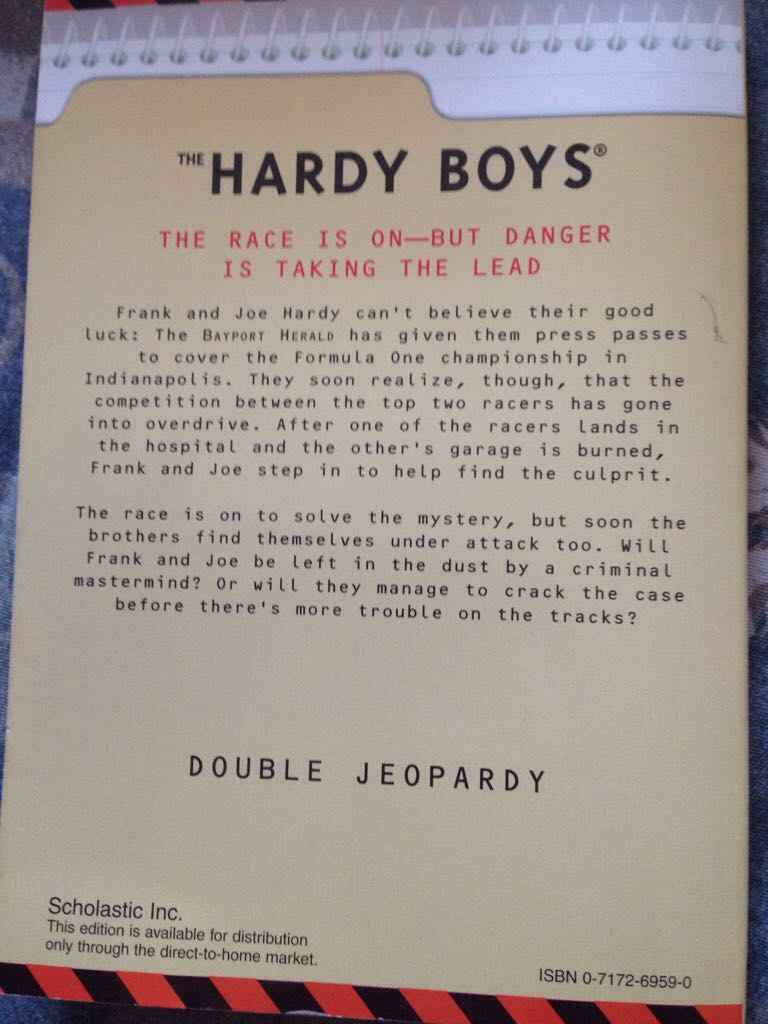 THE HARDY BOYS®
THE RACE IS ON—BUT DANGER
IS TAKING THE LEAD
Frank and Joe Hardy can't believe their good
luck: The BAYPORT HERALD has given them press passes
to cover the Formula One championship in
Indianapolis. They soon realize, though, that the
competition between the top two racers has gone
into overdrive. After one of the racers lands in
the hospital and the other's garage is burned,
Frank and Joe step in to help find the culprit.
The race is on to solve the mystery, but soon the
brothers find themselves under attack too. Will
Frank and Joe be left in the dust by a criminal
mastermind? Or will they manage to crack the case
before there's more trouble on the tracks?
DOUBLE JEOPARDY
Scholastic Inc.
This edition is available for distribution
only through the direct-to-home market.
ISBN 0-7172-6959-0